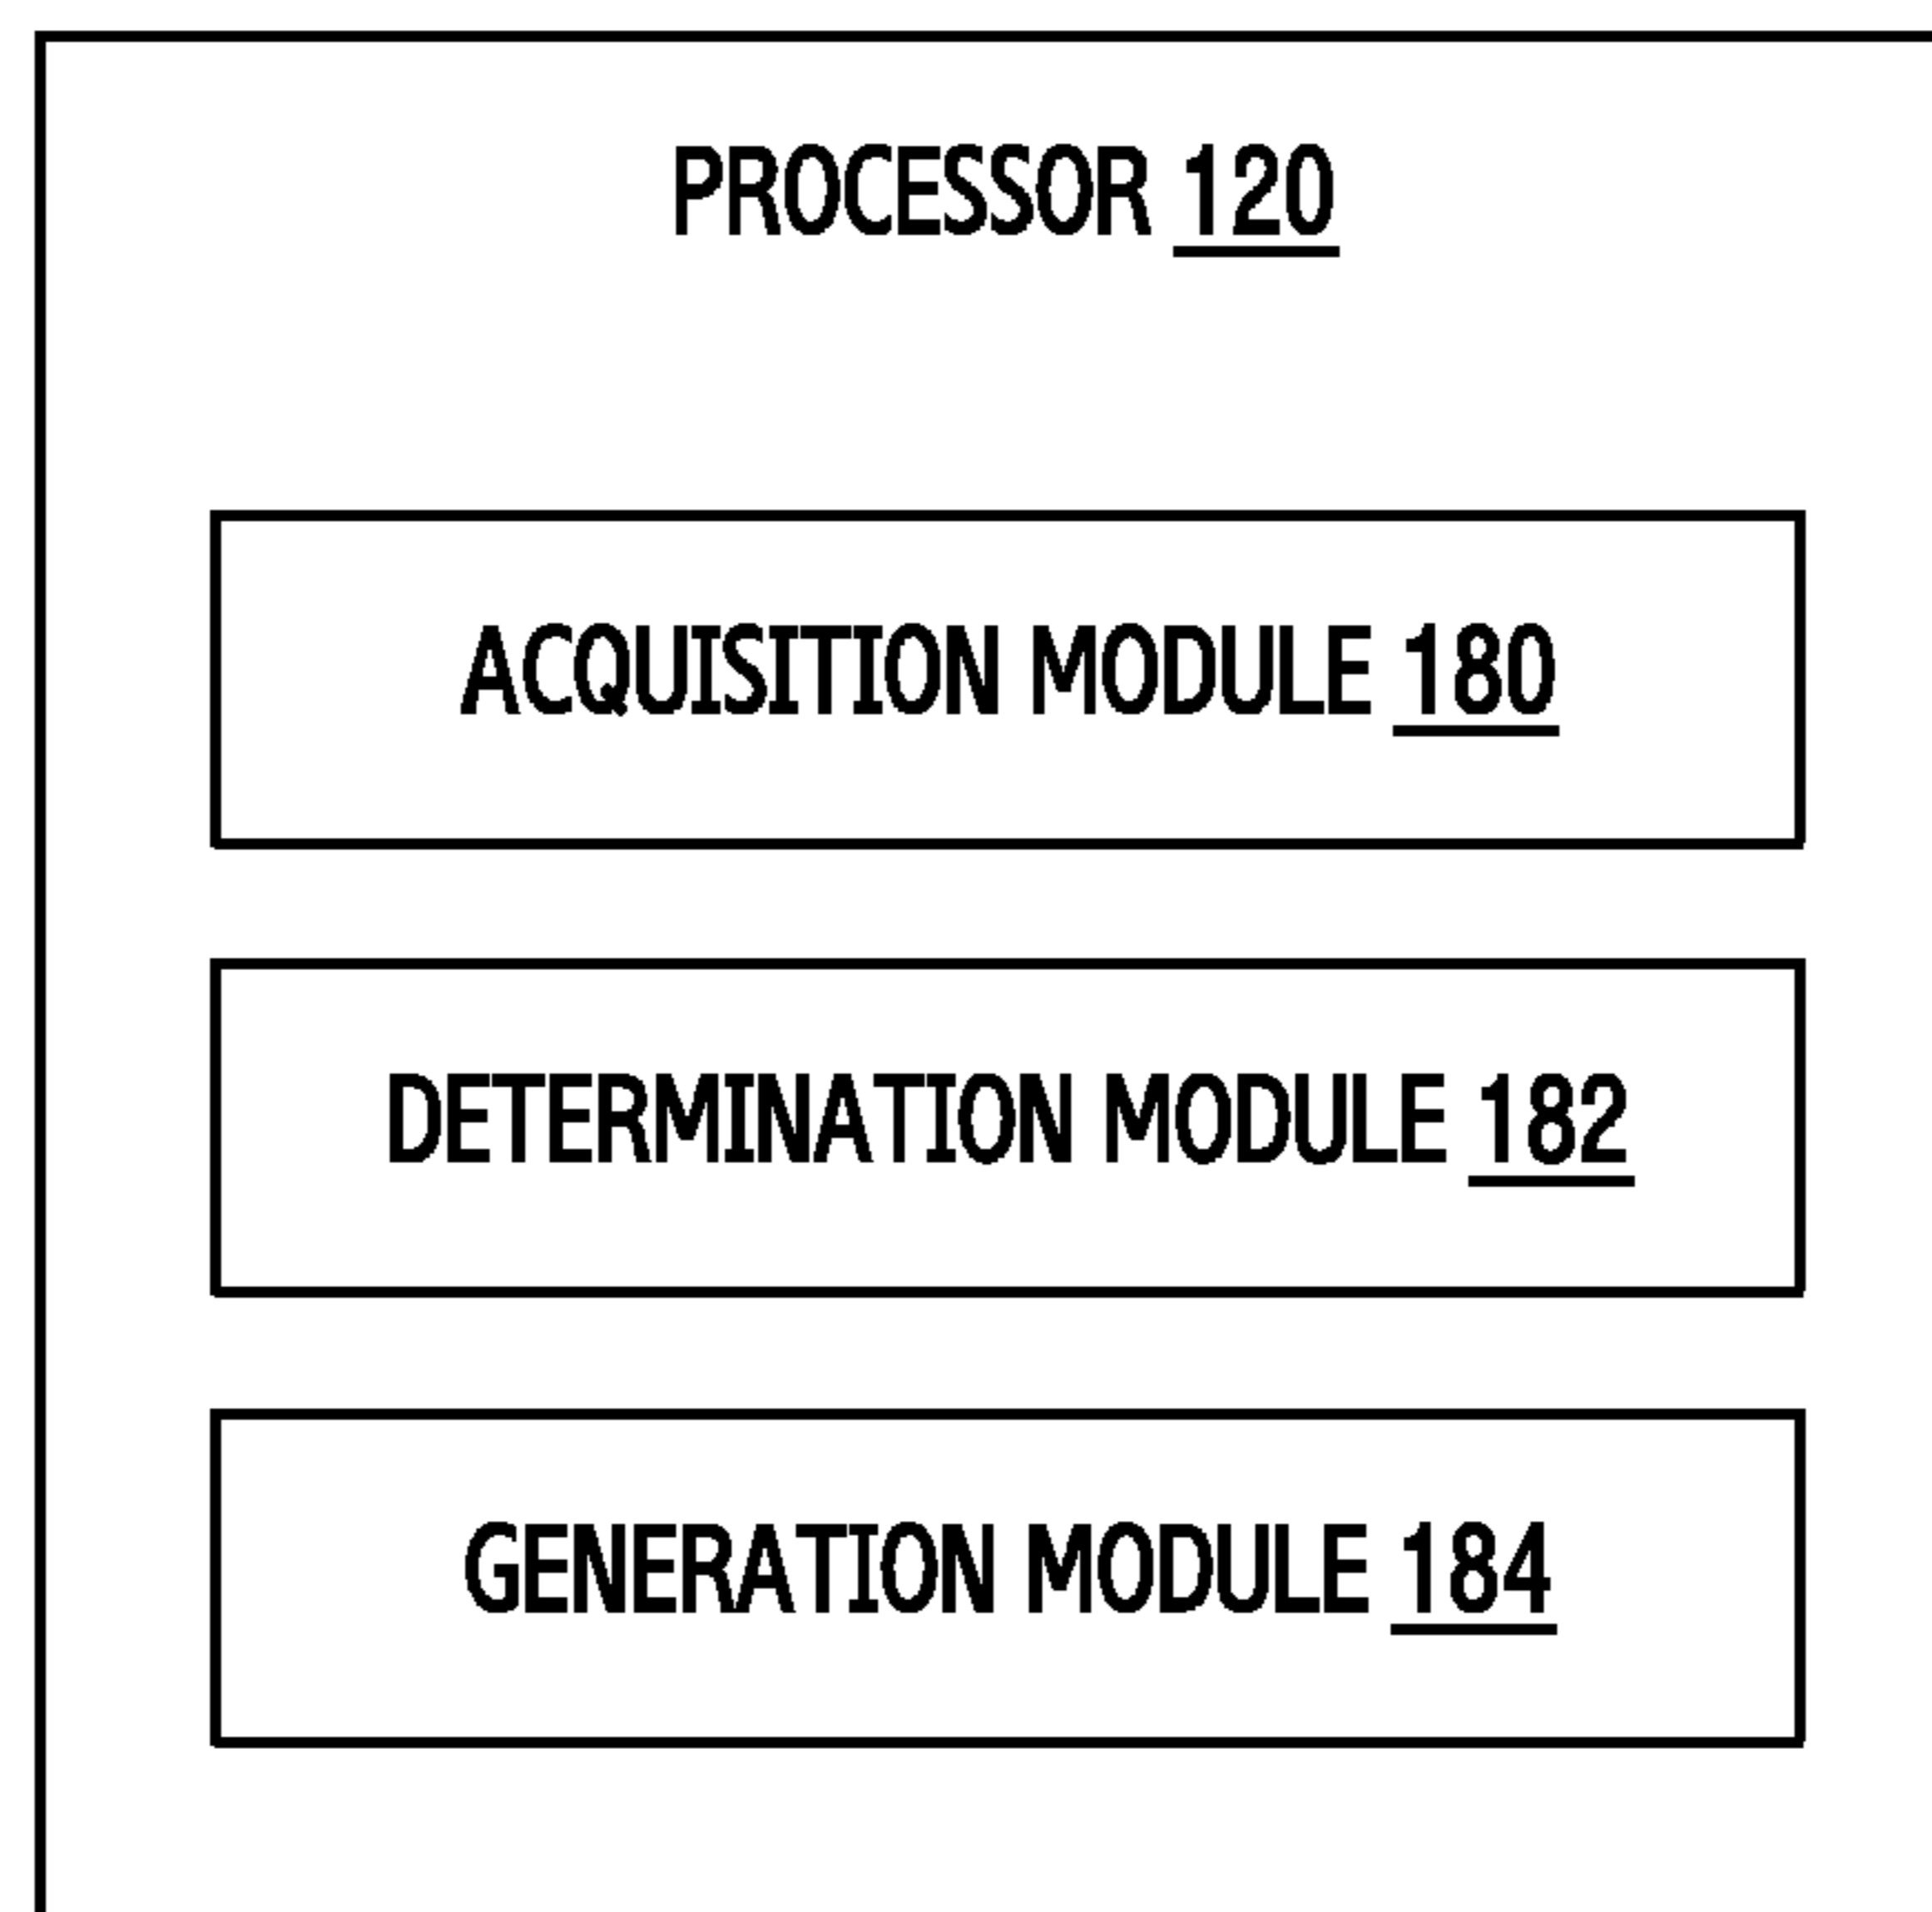 PROCESSOR 120
ACQUISITION MODULE 180
DETERMINATION MODULE 182
GENERATION MODULE 184